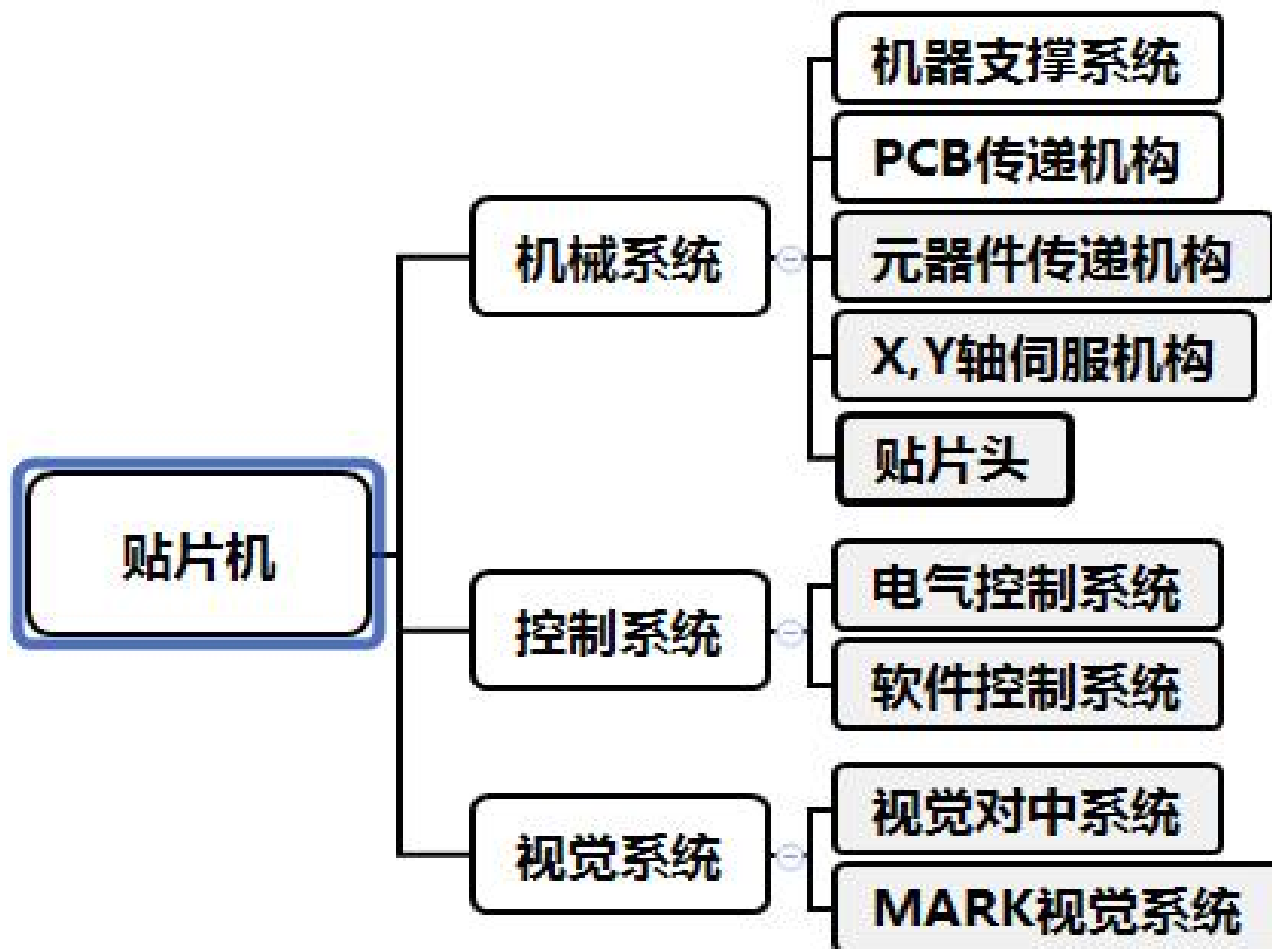 贴片机
机械系统
机器支撑系统
PCB传递机构
元器件传递机构
X,Y轴伺服机构
贴片头
控制系统
电气控制系统
软件控制系统
视觉系统
视觉对中系统
MARK视觉系统